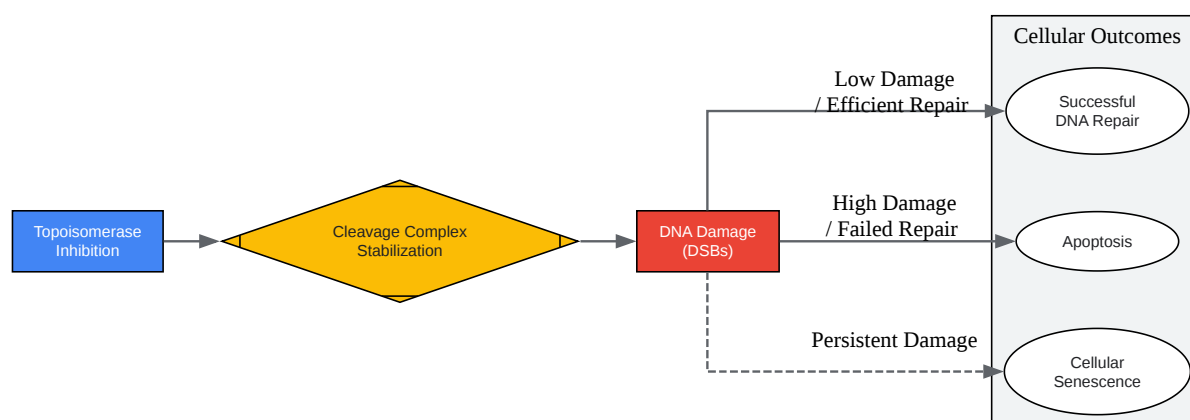 Cellular Outcomes
Low Damage
/ Efficient Repair
Successful
DNA Repair
Topoisomerase
Inhibition
Cleavage Complex
Stabilization
DNA Damage
(DSBs)
High Damage
/ Failed Repair
Apoptosis
Persistent Damage
Cellular
Senescence